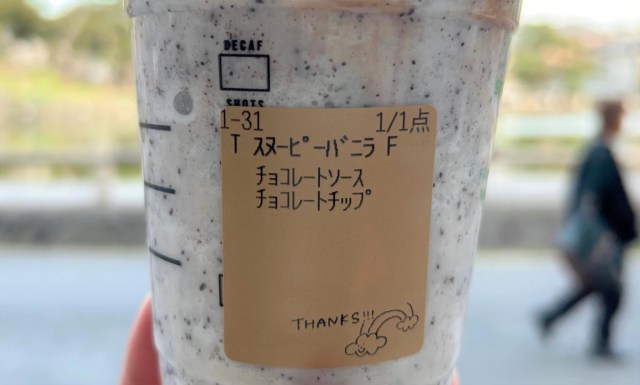 DECAF
SHOTS
1-31 1/1点
T スヌーピーバニラ F
チョコレートソース
チョコレートチップ
THANKS!!!